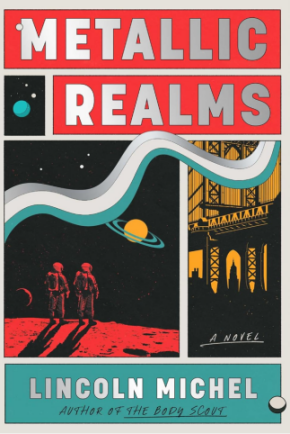 METALLIC
REALMS
A NOVEL
LINCOLN MICHEL
AUTHOR OF THE BODY SCOUT